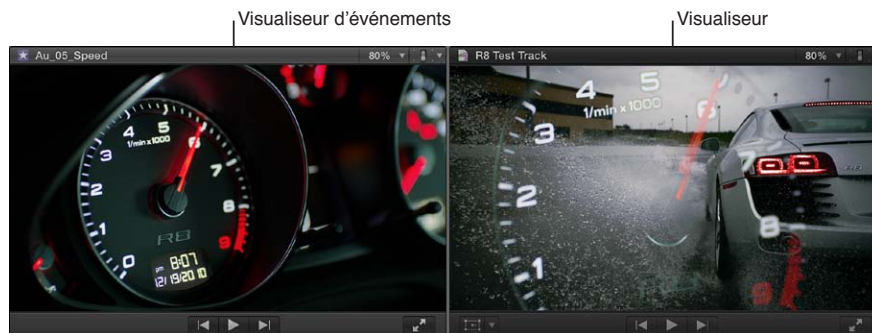 Visualiseur d'événements
Visualiseur
Au_05_Speed
80%
R8 Test Track
80%
0
1
2
3
4
5
6
7
8
9
1/min x 1000
R8
pm 8:07
12/19/2010
1
2
3
4
5
6
7
8
9
1/min x 1000